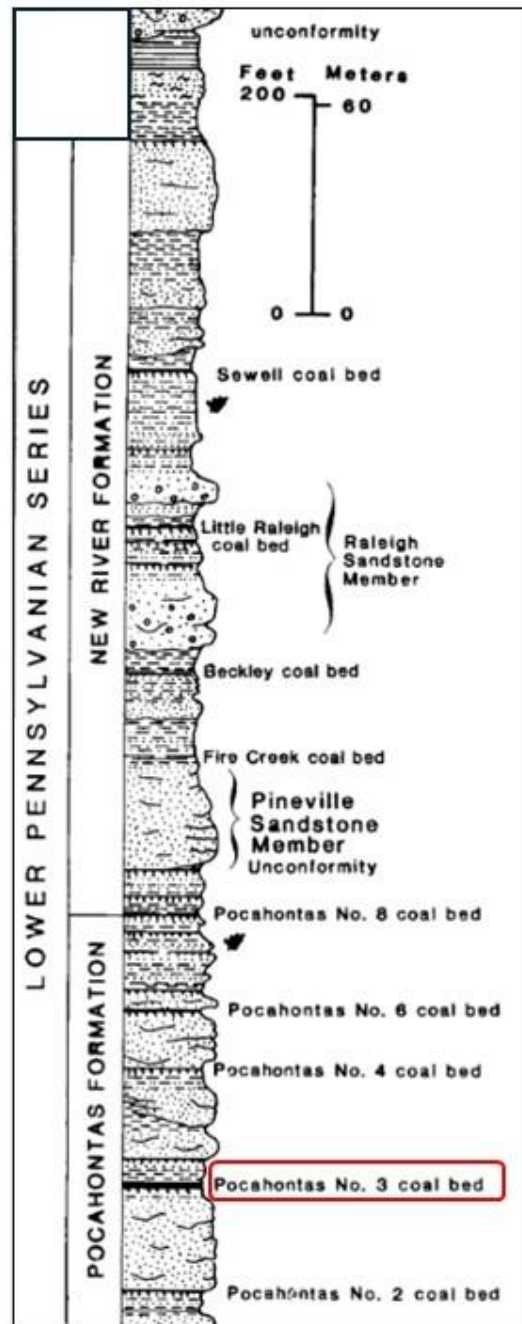 unconformity
Feet Meters
200 60
0 0
Sewell coal bed
Little Raleigh
coal bed
Raleigh
Sandstone
Member
Beckley coal bed
Fire Creek coal bed
Pineville
Sandstone
Member
Unconformity
Pocahontas No. 8 coal bed
Pocahontas No. 6 coal bed
Pocahontas No. 4 coal bed
Pocahontas No. 3 coal bed
Pocahontas No. 2 coal bed
LOWER PENNSYLVANIAN SERIES
NEW RIVER FORMATION
POCAHONTAS FORMATION